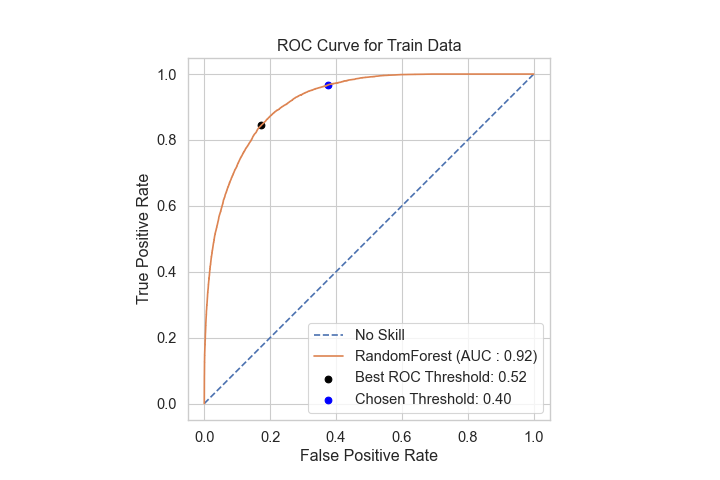 ROC Curve for Train Data
True Positive Rate
1.0
0.8
0.6
0.4
0.2
0.0
No Skill
RandomForest (AUC : 0.92)
Best ROC Threshold: 0.52
Chosen Threshold: 0.40
0.0 0.2 0.4 0.6 0.8 1.0
False Positive Rate